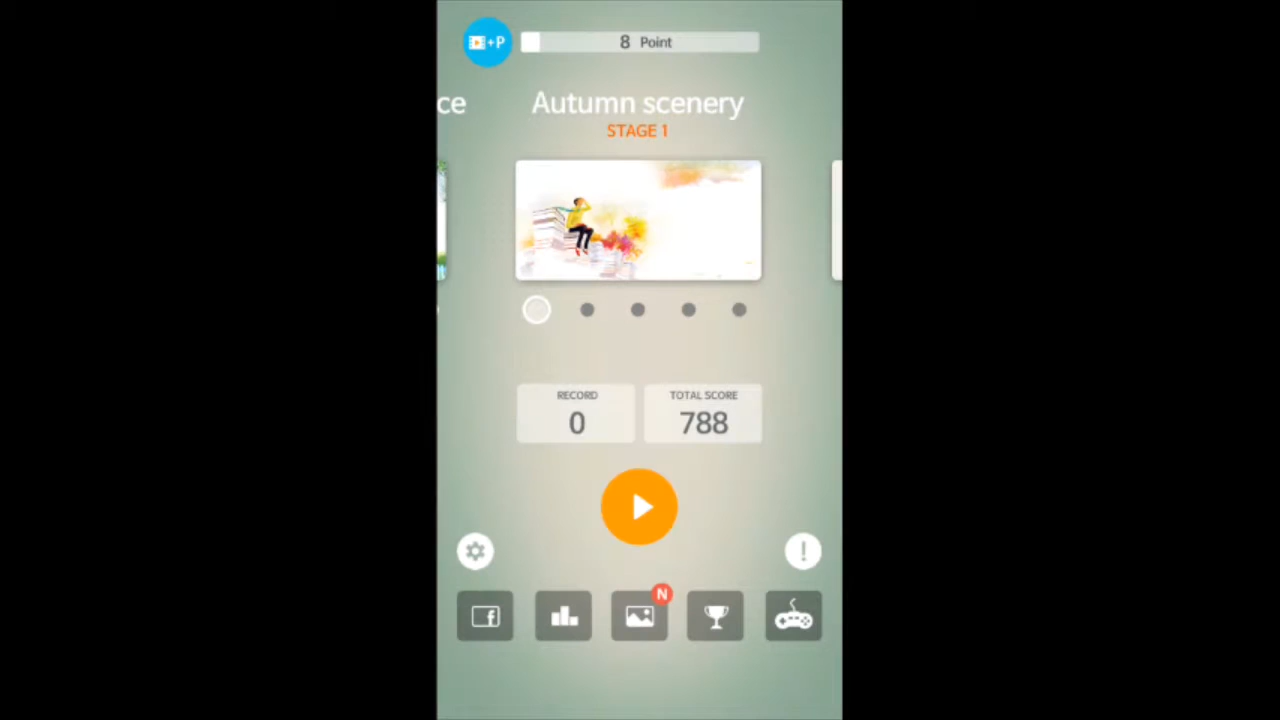 +P
8 Point
ce
Autumn scenery
STAGE 1
RECORD
0
TOTAL SCORE
788
!
N
f